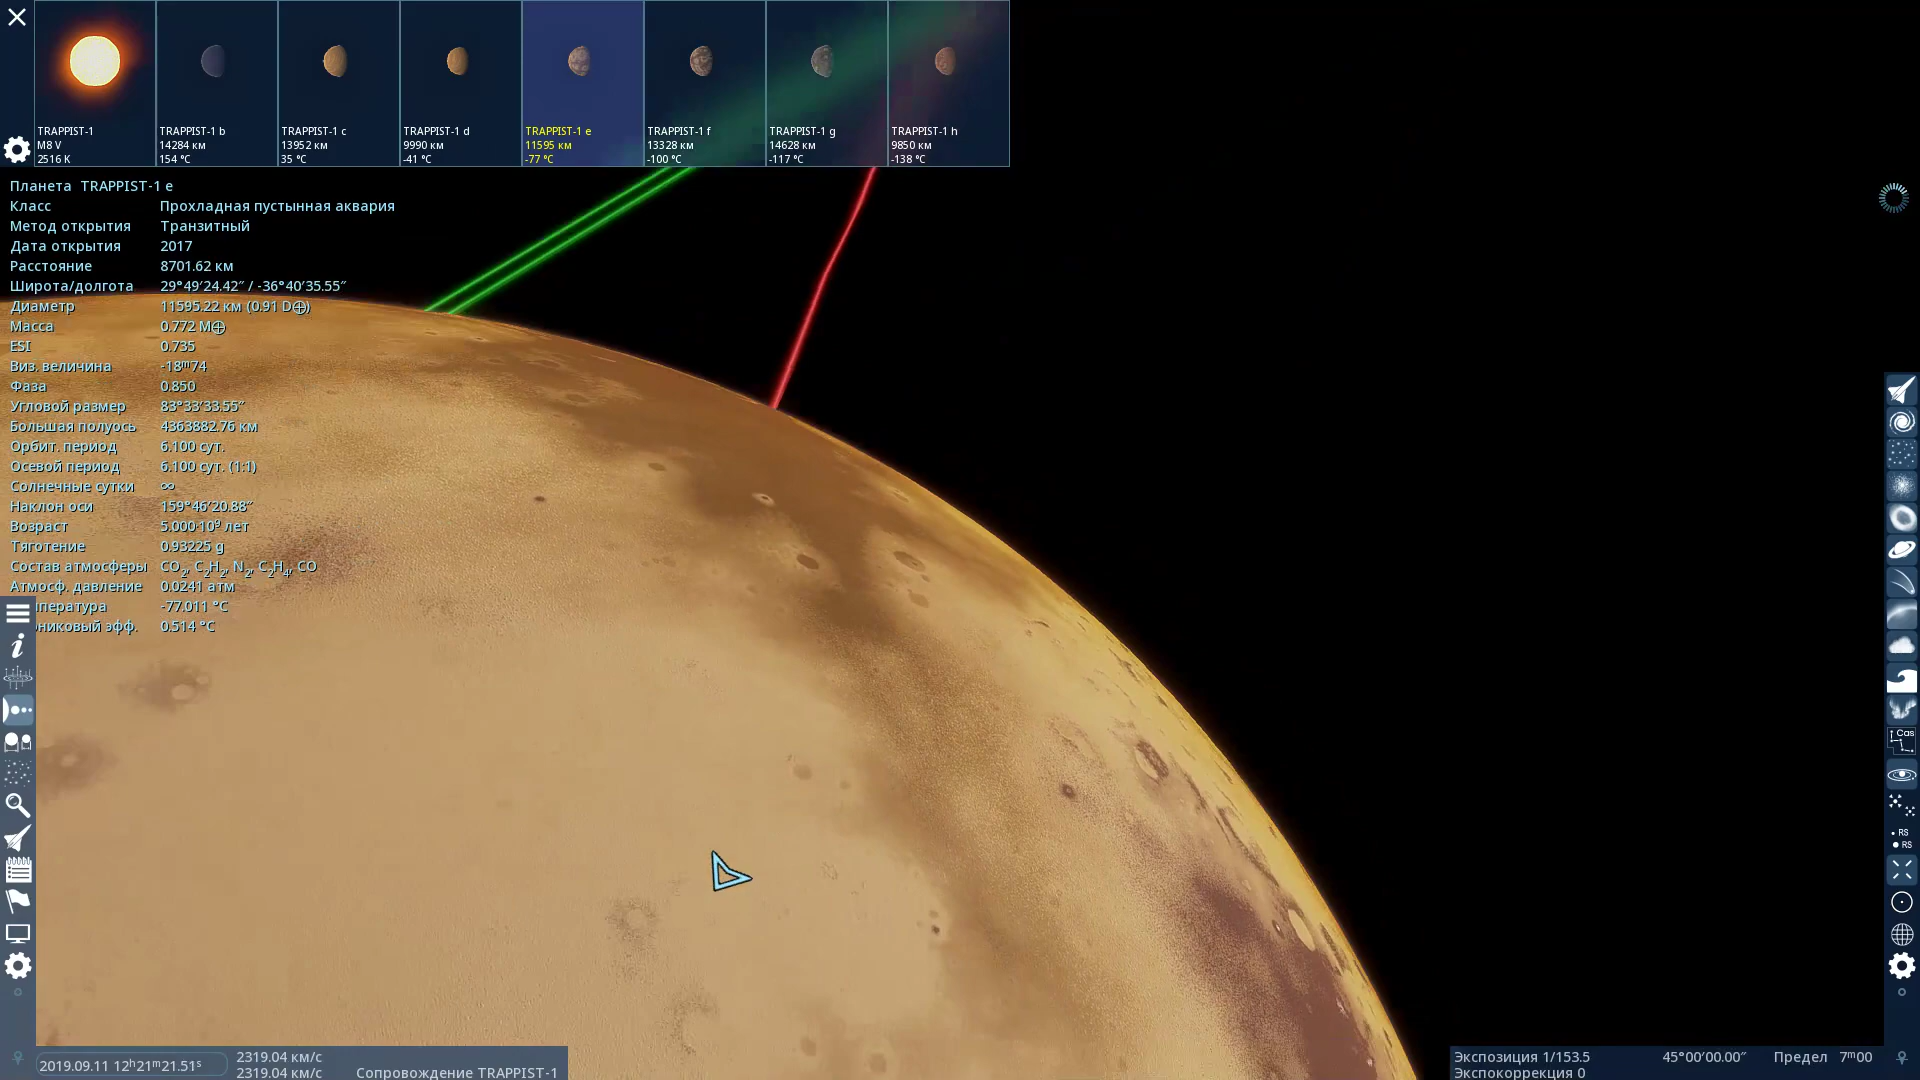 TRAPPIST-1
M8 V
2516 K
TRAPPIST-1 b
14284 км
154 °C
TRAPPIST-1 c
13952 км
35 °C
TRAPPIST-1 d
9990 км
-41 °C
TRAPPIST-1 e
11595 км
-77 °C
TRAPPIST-1 f
13328 км
-100 °C
TRAPPIST-1 g
14628 км
-117 °C
TRAPPIST-1 h
9850 км
-138 °C
Планета TRAPPIST-1 e
Класс Прохладная пустынная аквария
Метод открытия Транзитный
Дата открытия 2017
Расстояние 8701.62 км
Широта/долгота 29°49′24.42″ / -36°40′35.55″
Диаметр 11595.22 км (0.91 D⊕)
Масса 0.772 M⊕
ESI 0.735
Виз. величина -18ᵐ74
Фаза 0.850
Угловой размер 83°33′33.55″
Большая полуось 4363882.76 км
Орбит. период 6.100 сут.
Осевой период 6.100 сут. (1:1)
Солнечные сутки ∞
Наклон оси 159°46′20.88″
Возраст 5.000·10⁹ лет
Тяготение 0.93225 g
Состав атмосферы CO₂, C₂H₂, N₂, C₂H₄, CO
Атмосф. давление 0.0241 атм
пература -77.011 °C
никовый эфф. 0.514 °C
Cas
RS
RS
2019.09.11 12ʰ21ᵐ21.51ˢ
2319.04 км/с
2319.04 км/с Сопровождение TRAPPIST-1
Экспозиция 1/153.5 45°00′00.00″ Предел 7ᵐ00
Экспокоррекция 0